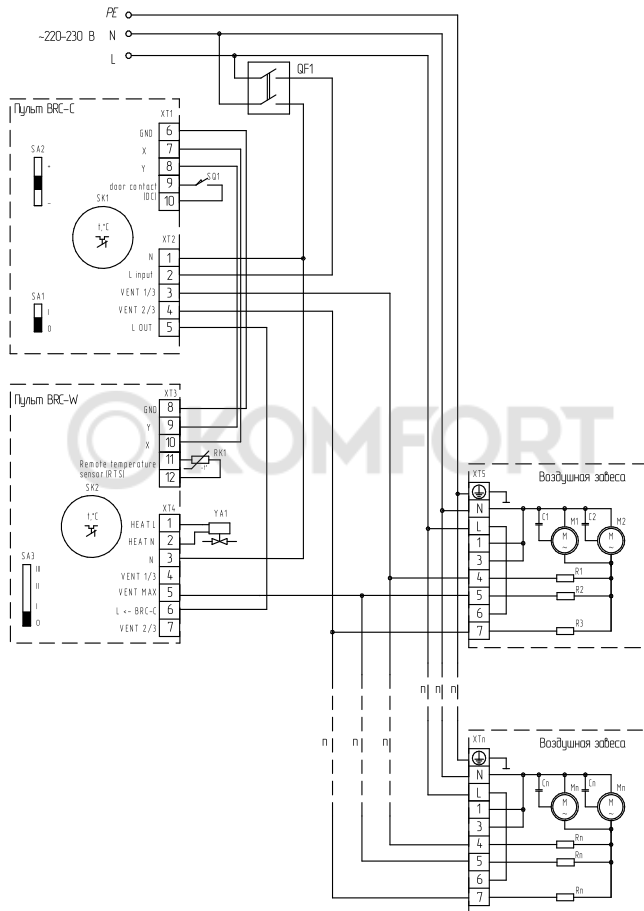 PE
~220-230 В N
L
QF1
Пульт BRC-C
XT1
SA2
+
-
GND 6
X 7
Y 8
door contact (DC) 9
10
SQ1
SK1
t,°C
XT2
N 1
L input 2
VENT 1/3 3
VENT 2/3 4
L OUT 5
SA1
I
0
Пульт BRC-W
XT3
GND 8
Y 9
X 10
Remote temperature sensor (RTS) 11
12
RK1
t°
SK2
t,°C
XT4
HEAT L 1
HEAT N 2
N 3
VENT 1/3 4
VENT MAX 5
L <- BRC-C 6
VENT 2/3 7
YA1
SA3
III
II
I
0
KOMFORT
XT5
Воздушная завеса
N
L
1
3
4
5
6
7
C1
M1
C2
M2
M
~
M
~
R1
R2
R3
п
п
п
п
п
п
XTn
Воздушная завеса
N
L
1
3
4
5
6
7
Cn
Mn
Cn
Mn
M
~
M
~
Rn
Rn
Rn